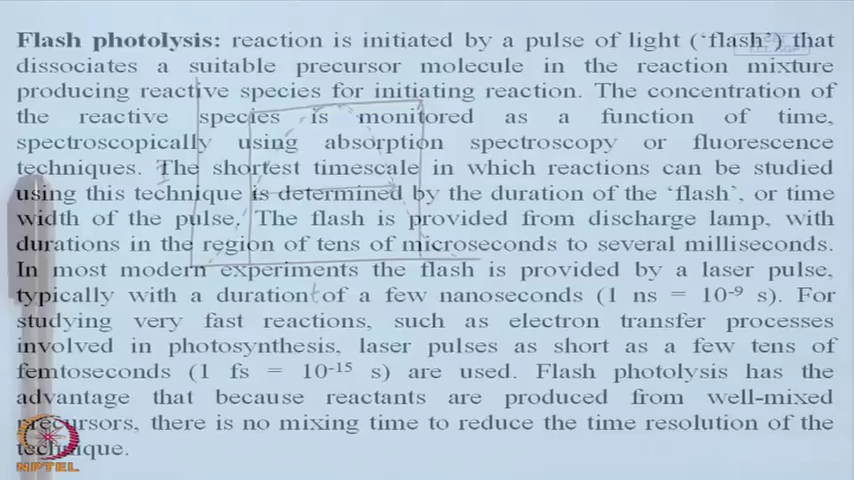 Flash photolysis: reaction is initiated by a pulse of light ('flash') that
dissociates a suitable precursor molecule in the reaction mixture
producing reactive species for initiating reaction. The concentration of
the reactive species is monitored as a function of time,
spectroscopically using absorption spectroscopy or fluorescence
techniques. The shortest timescale in which reactions can be studied
using this technique is determined by the duration of the 'flash', or time
width of the pulse. The flash is provided from discharge lamp, with
durations in the region of tens of microseconds to several milliseconds.
In most modern experiments the flash is provided by a laser pulse,
typically with a duration of a few nanoseconds (1 ns = 10⁻⁹ s). For
studying very fast reactions, such as electron transfer processes
involved in photosynthesis, laser pulses as short as a few tens of
femtoseconds (1 fs = 10⁻¹⁵ s) are used. Flash photolysis has the
advantage that because reactants are produced from well-mixed
precursors, there is no mixing time to reduce the time resolution of the
technique.
I
t
NPTEL